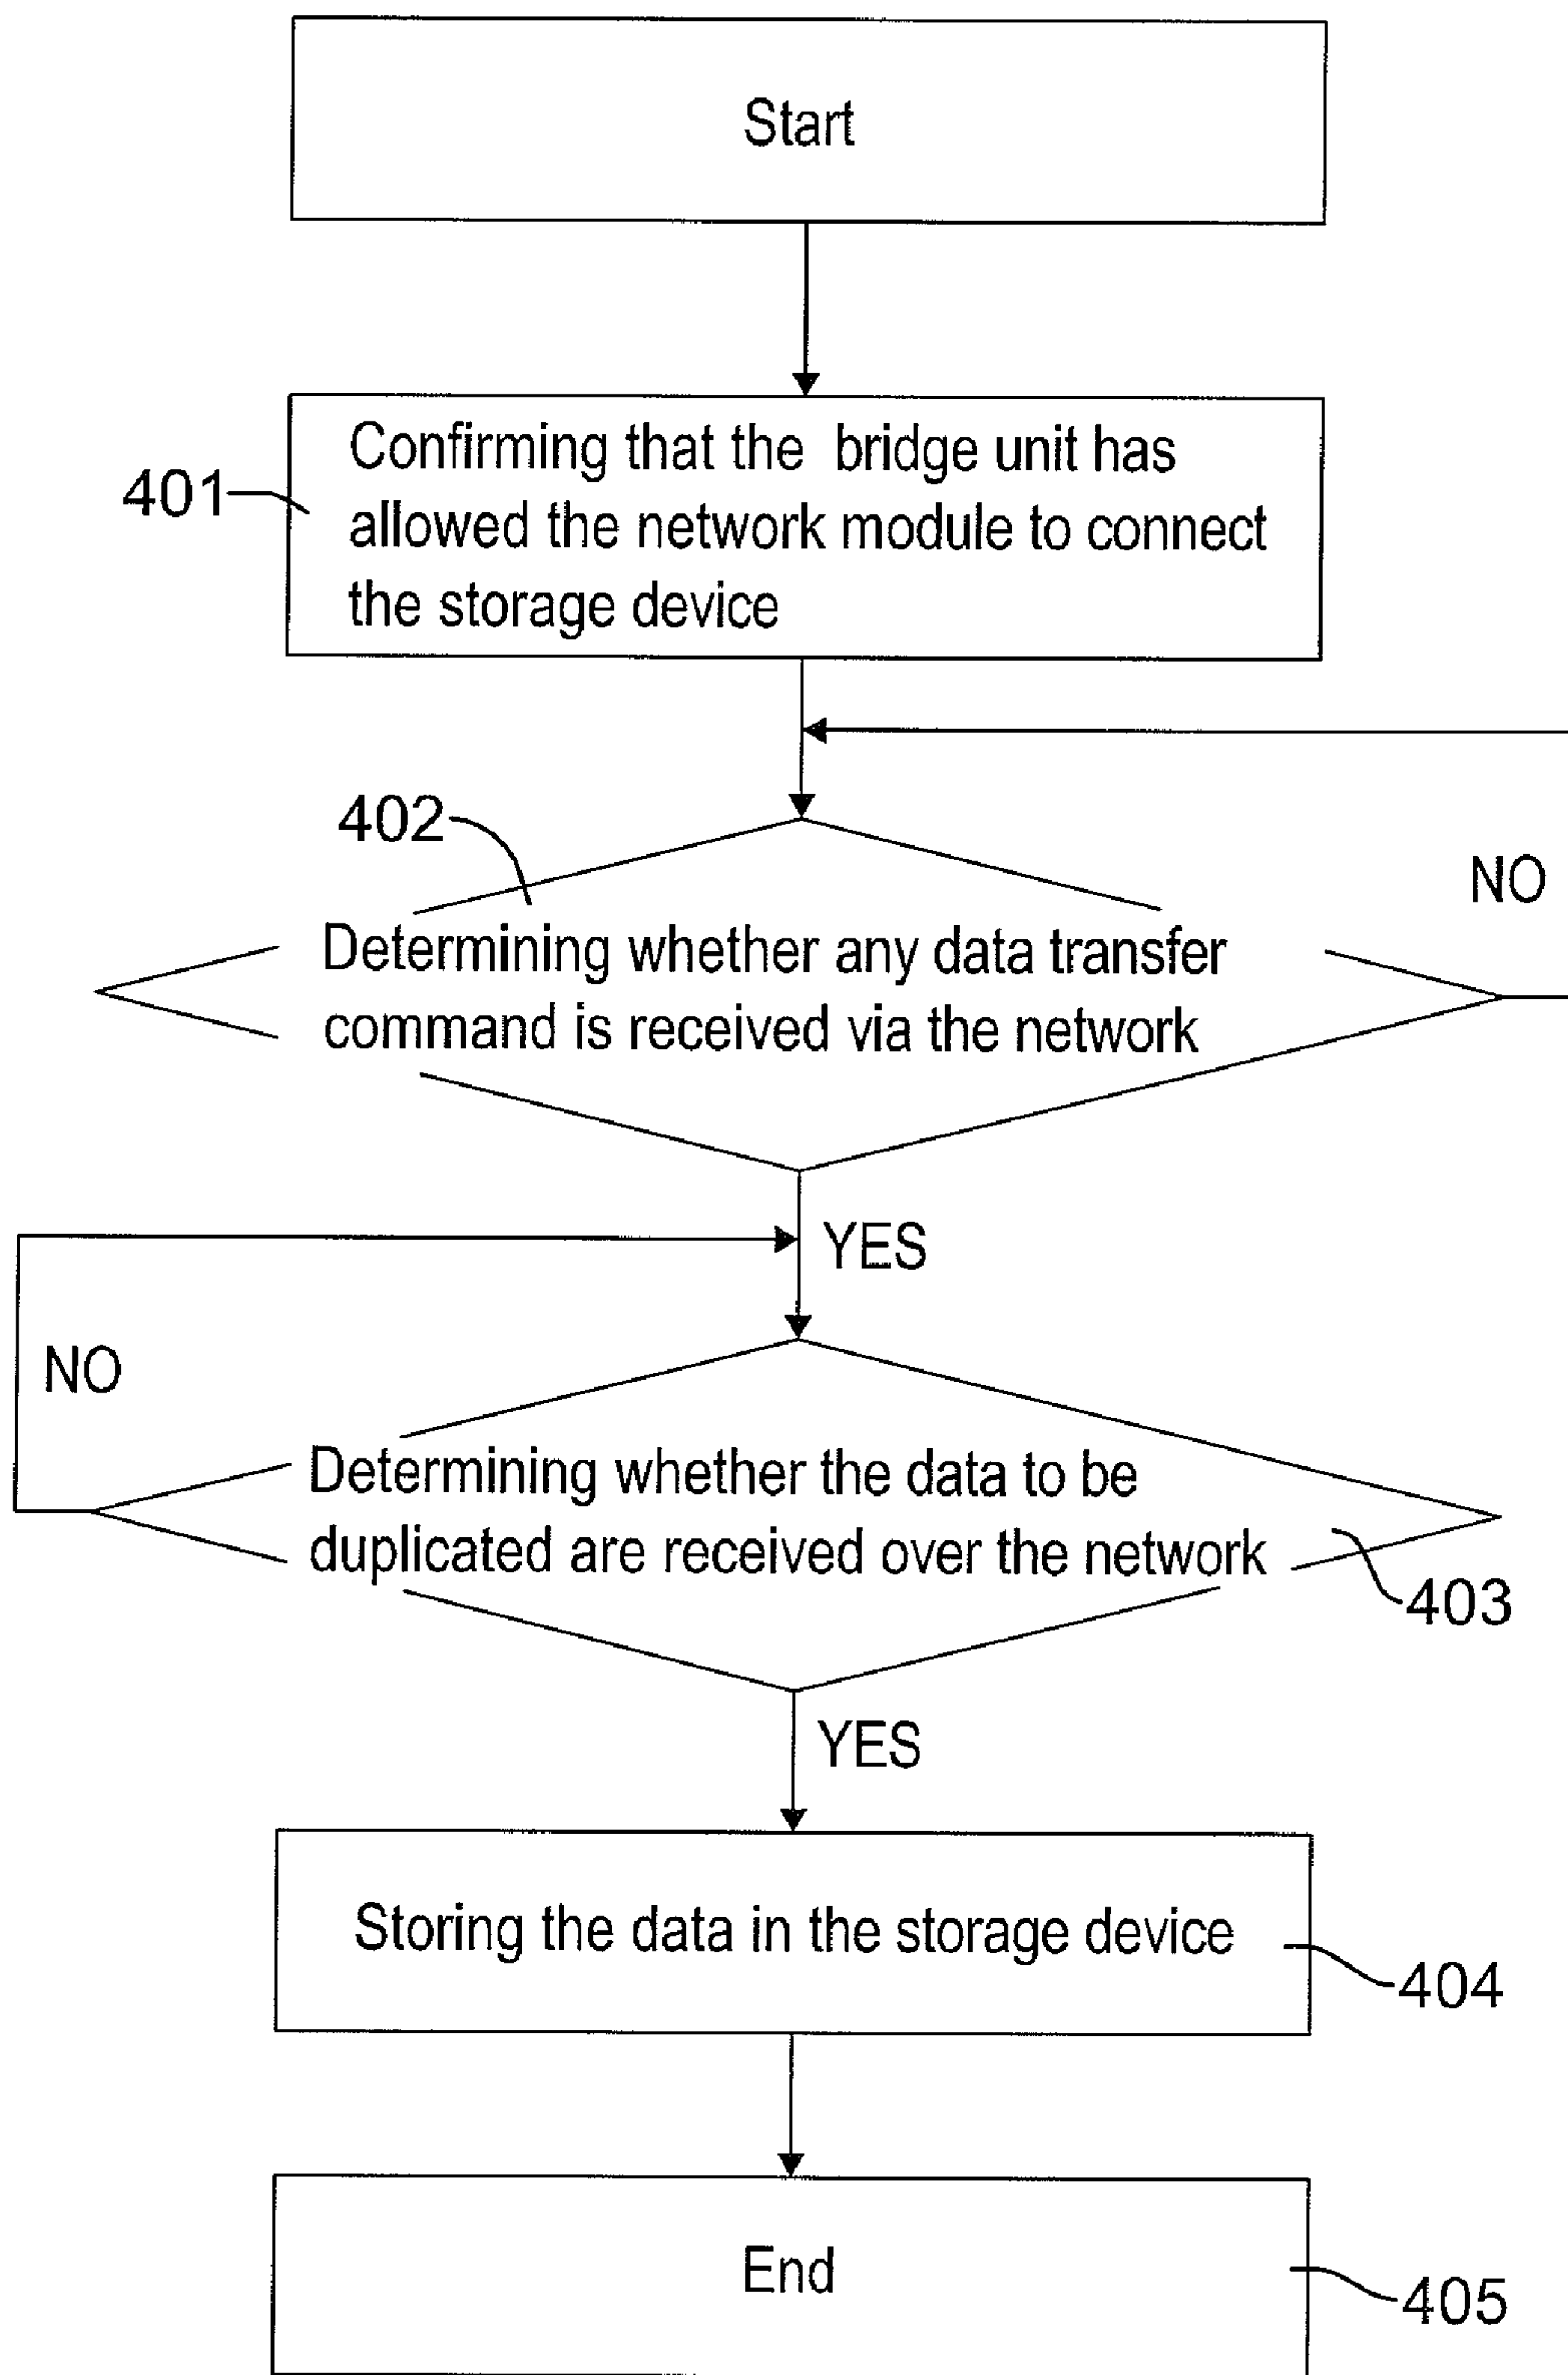 Start
Confirming that the bridge unit has
allowed the network module to connect
the storage device
401
402
NO
Determining whether any data transfer
command is received via the network
YES
NO
Determining whether the data to be
duplicated are received over the network
403
YES
Storing the data in the storage device
404
End
405